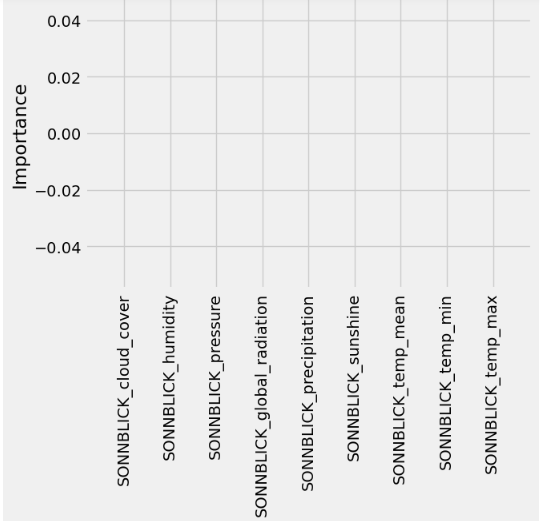 0.04
0.02
0.00
−0.02
−0.04
Importance
SONNBLICK_cloud_cover
SONNBLICK_humidity
SONNBLICK_pressure
SONNBLICK_global_radiation
SONNBLICK_precipitation
SONNBLICK_sunshine
SONNBLICK_temp_mean
SONNBLICK_temp_min
SONNBLICK_temp_max